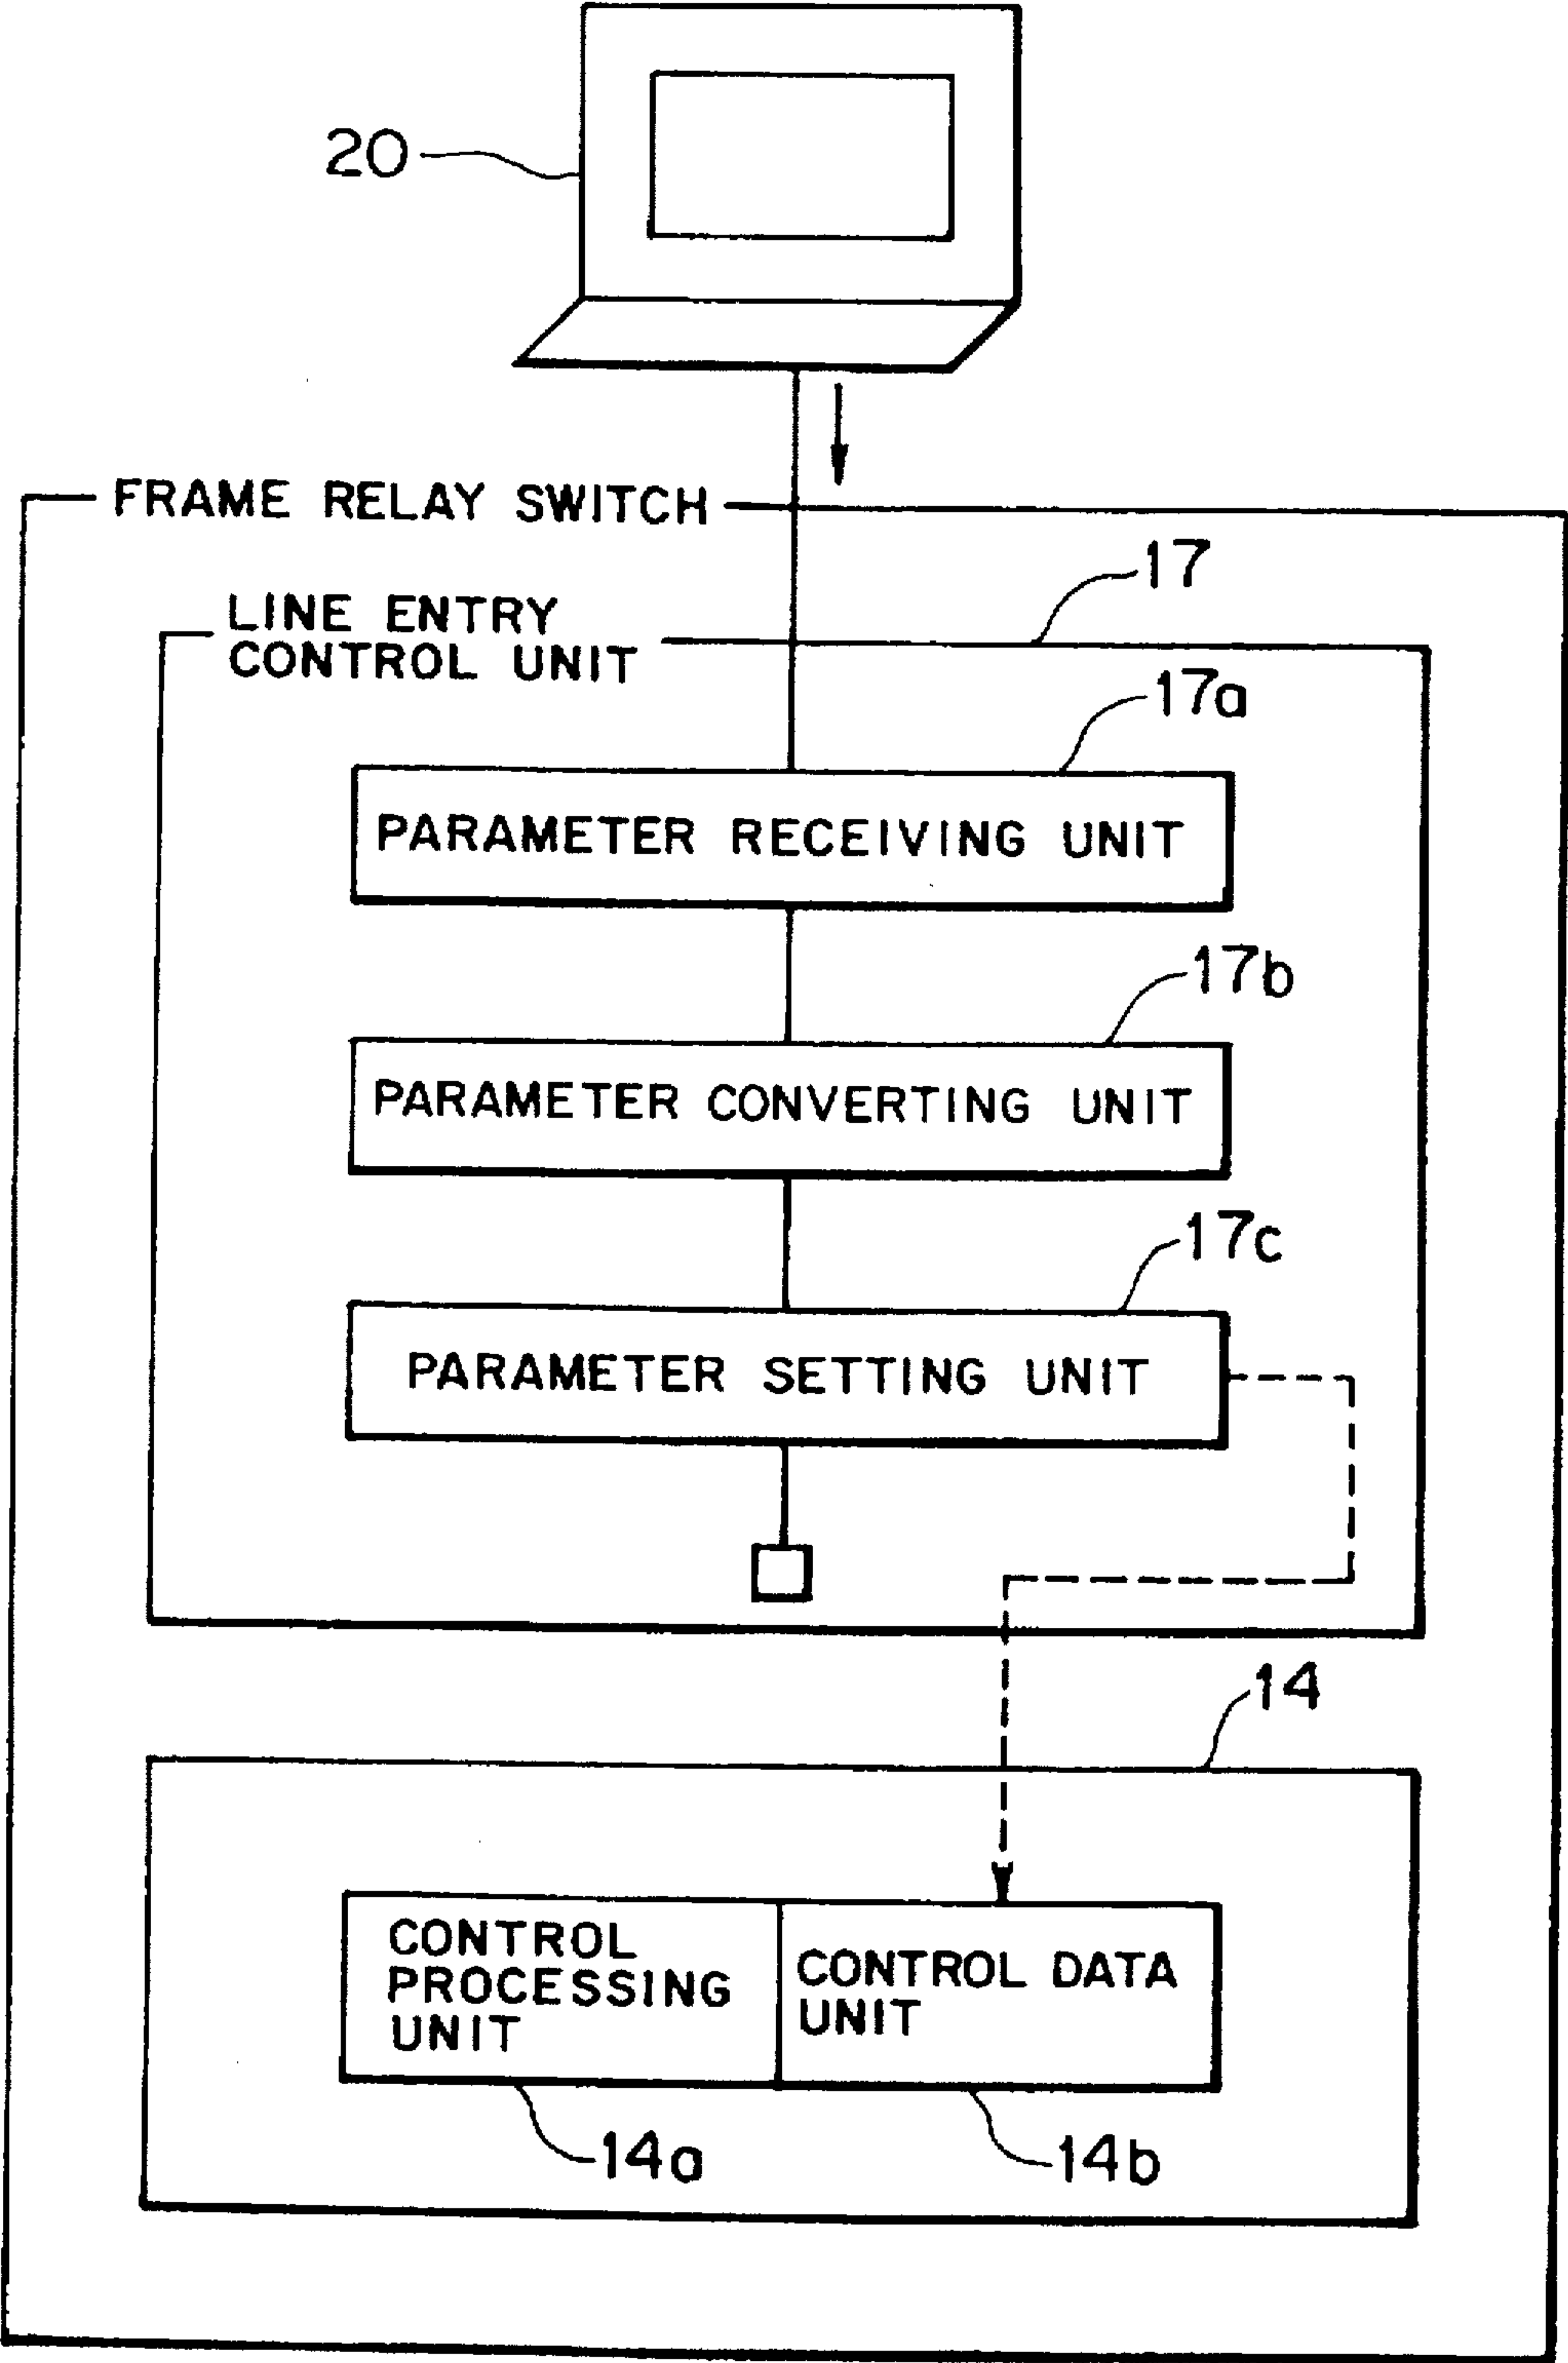 20
FRAME RELAY SWITCH
17
LINE ENTRY
CONTROL UNIT
17a
PARAMETER RECEIVING UNIT
17b
PARAMETER CONVERTING UNIT
17c
PARAMETER SETTING UNIT
14
CONTROL
PROCESSING
UNIT
CONTROL DATA
UNIT
14a
14b